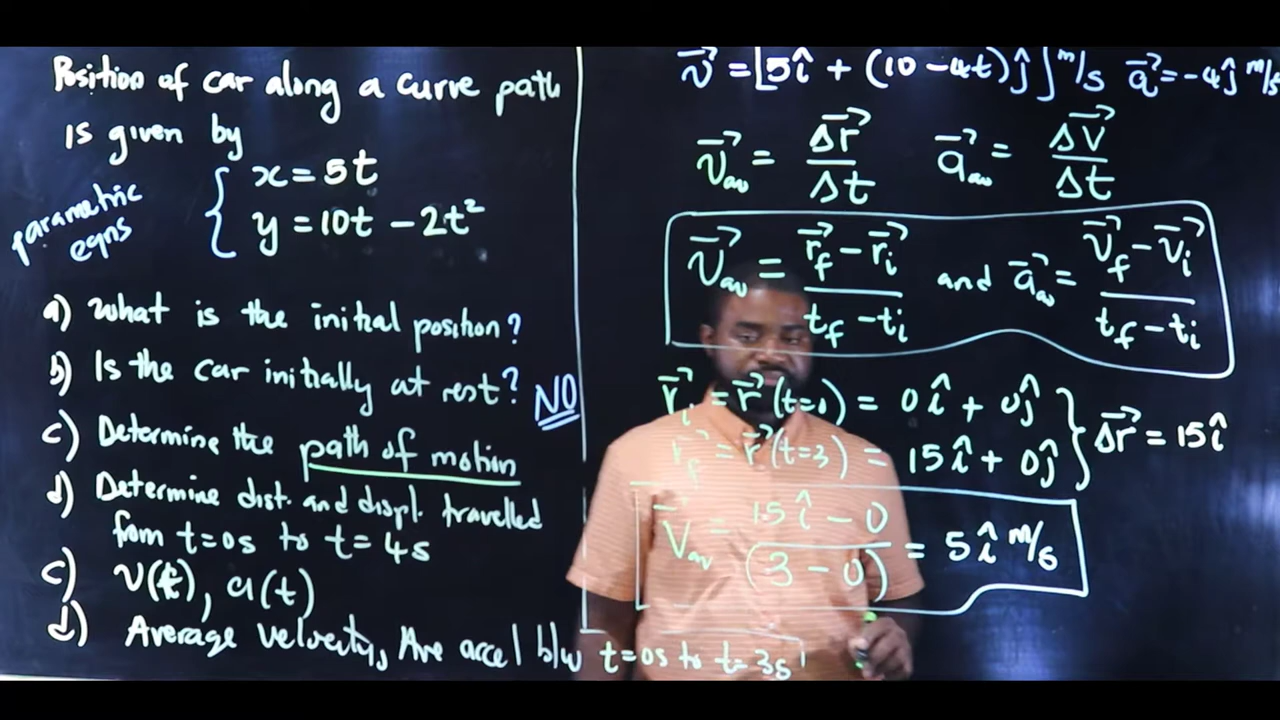 Position of car along a curve path
is given by
parametric
eqns
x = 5t
y = 10t - 2t²
a) What is the initial position?
b) Is the car initially at rest? NO
c) Determine the path of motion
d) Determine dist. and displ. travelled
from t=0s to t=4s
c) v(t), a(t)
d) Average velocity, Ave accel b/w t=0s to t=3s
v⃗ = [5î + (10 - 4t)ĵ] m/s a⃗ = -4ĵ m/s
v⃗av = Δr⃗/Δt a⃗av = Δv⃗/Δt
v⃗av = (r⃗f - r⃗i)/(tf - ti) and a⃗av = (v⃗f - v⃗i)/(tf - ti)
r⃗i = r⃗(t=0) = 0î + 0ĵ
r⃗f = r⃗(t=3) = 15î + 0ĵ
} Δr⃗ = 15î
v⃗av = (15î - 0)/(3 - 0) = 5î m/s